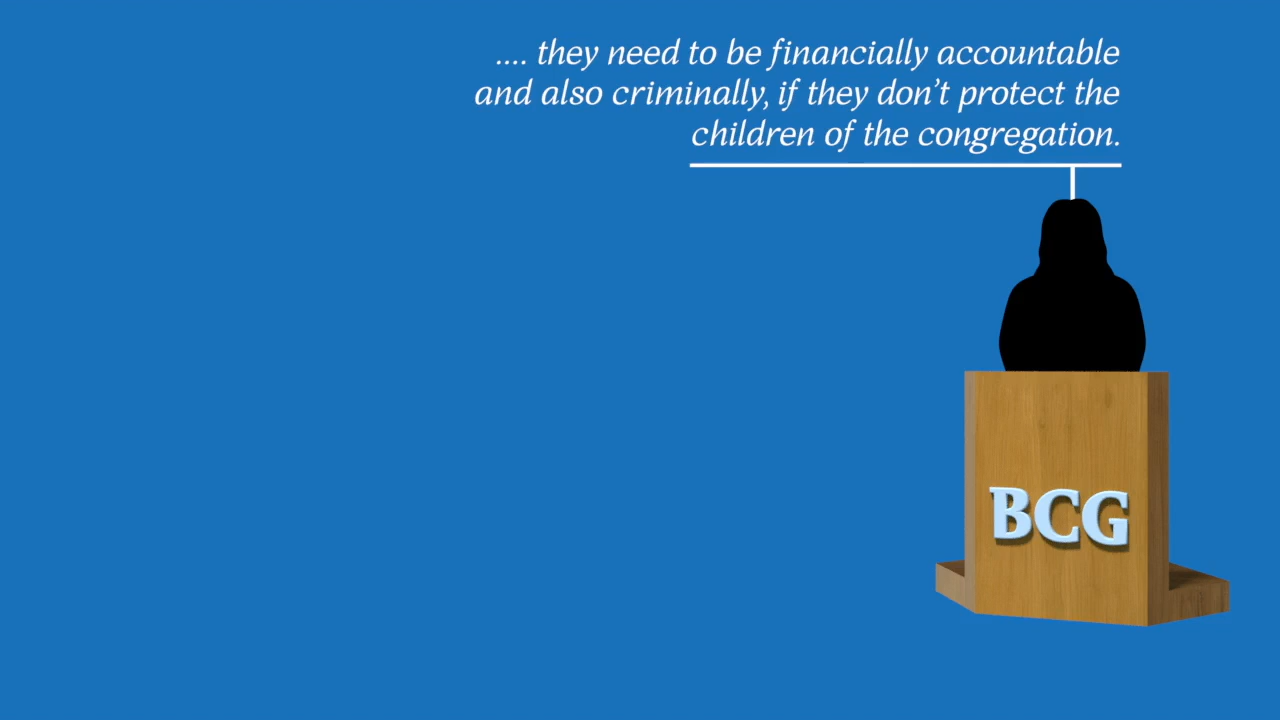 .... they need to be financially accountable
and also criminally, if they don’t protect the
children of the congregation.
BCG